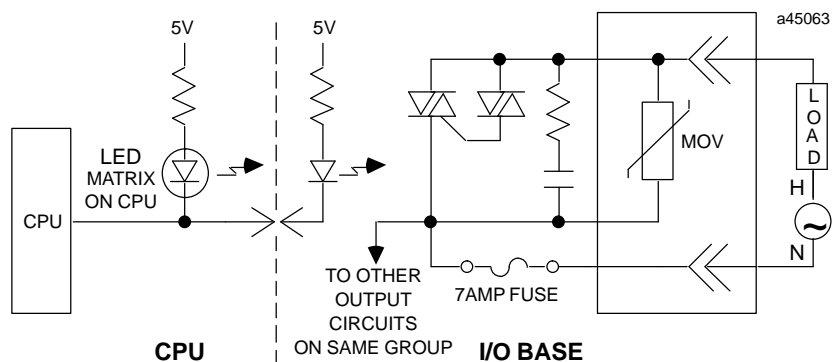 a45063
5V
5V
LOAD
LED
MATRIX
ON CPU
MOV
H
CPU
N
TO OTHER
OUTPUT
CIRCUITS
ON SAME GROUP
7AMP FUSE
CPU
I/O BASE